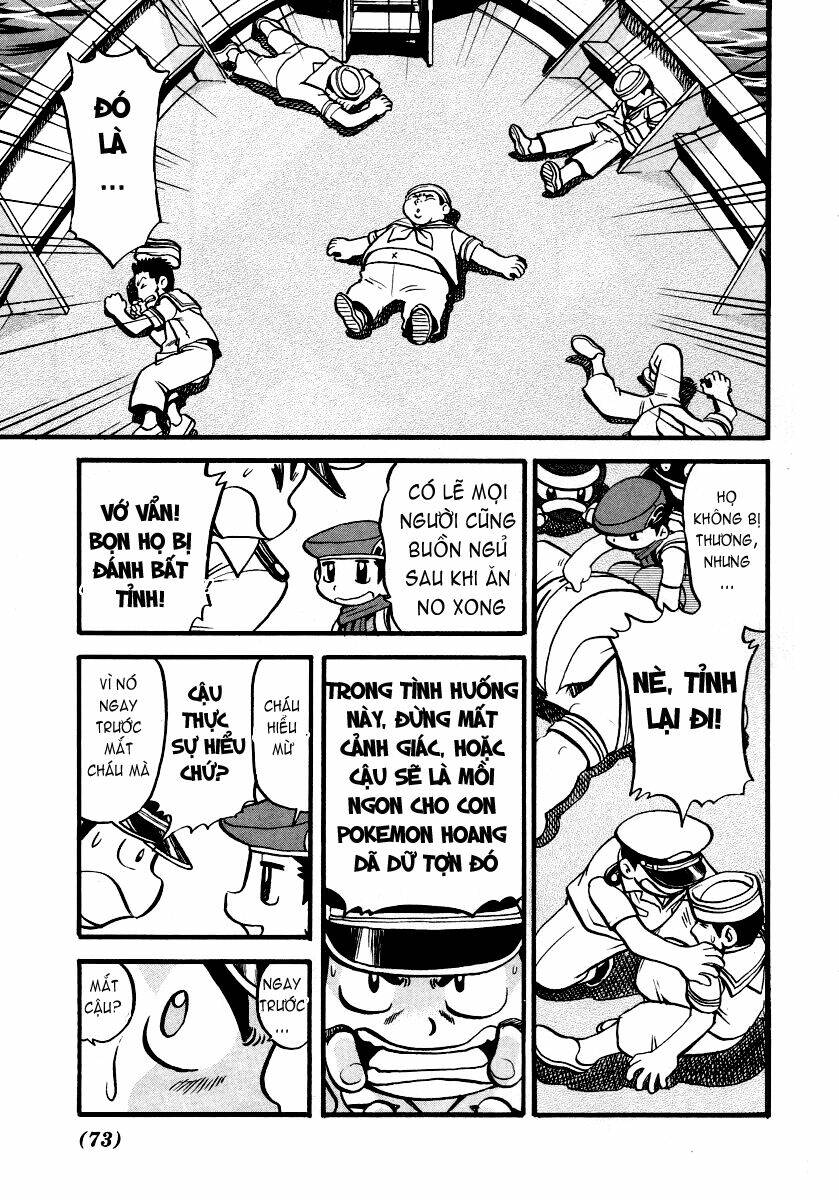 ĐÓ
LÀ
...
HỌ
KHÔNG BỊ
THƯƠNG,
NHƯNG
...
NÈ, TỈNH
LẠI ĐI!
CÓ LẼ MỌI
NGƯỜI CŨNG
BUỒN NGỦ
SAU KHI ĂN
NO XONG
VỚ VẨN!
BỌN HỌ BỊ
ĐÁNH BẤT
TỈNH!
TRONG TÌNH HUỐNG
NÀY, ĐỪNG MẤT
CẢNH GIÁC, HOẶC
CẬU SẼ LÀ MỒI
NGON CHO CON
POKEMON HOANG
DÃ DỮ TỢN ĐÓ
CẬU
THỰC
SỰ HIỂU
CHỨ?
CHÁU
HIỂU
MỪ
VÌ NÓ
NGAY
TRƯỚC
MẮT
CHÁU MÀ
NGAY
TRƯỚC
...
MẮT
CẬU?
(73)